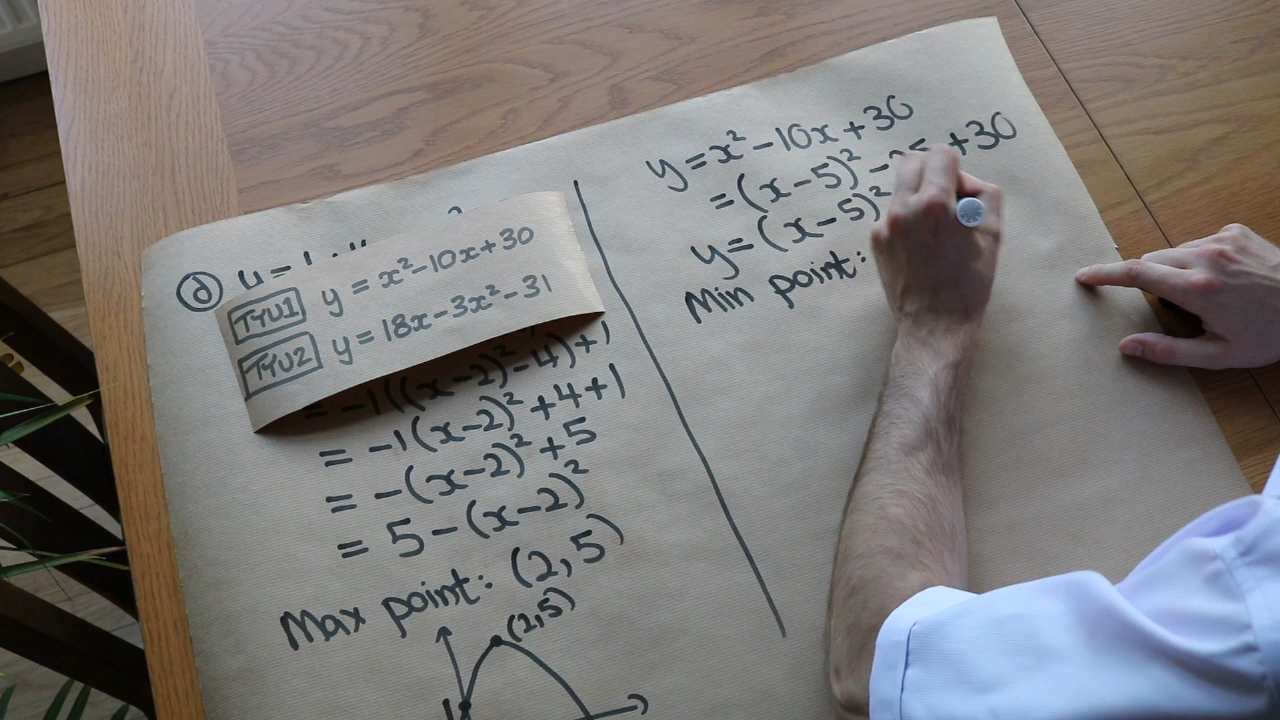 d
TYU1 y = x² - 10x + 30
TYU2 y = 18x - 3x² - 31
= -1((x-2)² - 4) + 1
= -1(x-2)² + 4 + 1
= -(x-2)² + 5
= 5 - (x-2)²
Max point: (2, 5)
(2, 5)
y = x² - 10x + 30
= (x-5)² - + 30
y = (x-5)²
Min point: